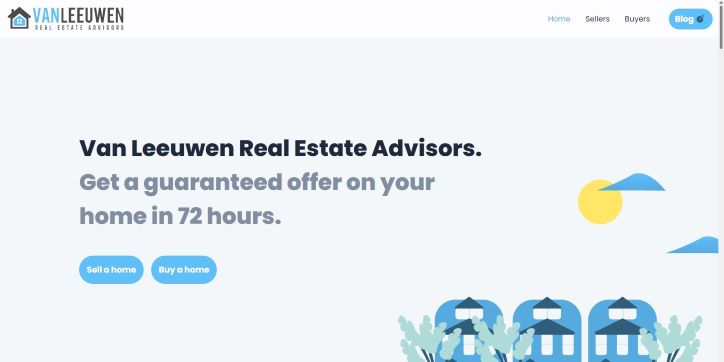 VANLEEUWEN
REAL ESTATE ADVISORS
Home
Sellers
Buyers
Blog
Van Leeuwen Real Estate Advisors.
Get a guaranteed offer on your
home in 72 hours.
Sell a home
Buy a home